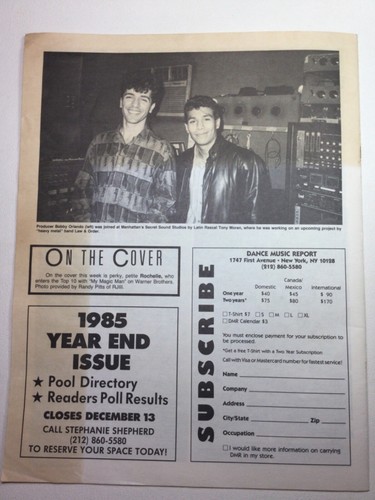 Producer Bobby Orlando (left) was joined at Manhattan's Secret Sound Studios by Latin Rascal Tony Moran, where he was working on an upcoming project by
"heavy metal" band Law & Order.
ON THE COVER
On the cover this week is perky, petite Rochelle, who
enters the Top 10 with "My Magic Man" on Warner Brothers.
Photo provided by Randy Pitts of RJM.
1985
YEAR END
ISSUE
★ Pool Directory
★ Readers Poll Results
CLOSES DECEMBER 13
CALL STEPHANIE SHEPHERD
(212) 860-5580
TO RESERVE YOUR SPACE TODAY!
SUBSCRIBE
DANCE MUSIC REPORT
1747 First Avenue • New York, NY 10128
(212) 860-5580
Canada/
Domestic Mexico International
One year $40 $45 $ 90
Two years* $75 $80 $170
□ T-Shirt $7 □ S □ M □ L □ XL
□ DMR Calendar $3
You must enclose payment for your subscription to
be processed.
*Get a free T-Shirt with a Two Year Subscription
Call with Visa or Mastercard number for fastest service!
Name
Company
Address
City/State Zip
Occupation
□ I would like more information on carrying
DMR in my store.